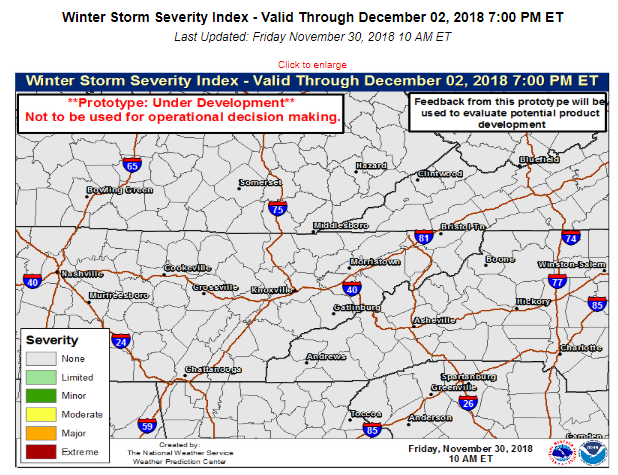 Winter Storm Severity Index - Valid Through December 02, 2018 7:00 PM ET
Last Updated: Friday November 30, 2018 10 AM ET
Click to enlarge
Winter Storm Severity Index - Valid Through December 02, 2018 7:00 PM ET
**Prototype: Under Development**
Not to be used for operational decision making.
Feedback from this prototype will be
used to evaluate potential product
development
65
Hazard
Bluefield
Clintwood
Bowling Green
Somerset
75
Middlesboro
81
Bristol Tn
74
Morristown
Boone
Winston-Salem
40
Nashville
Cookeville
Crossville
Knoxville
40
77
Murfreesboro
Gatlinburg
Hickory
85
Asheville
24
Andrews
Charlotte
Chattanooga
Spartanburg
Greenville
26
59
Toccoa
Anderson
85
Camden
Severity
None
Limited
Minor
Moderate
Major
Extreme
Created by:
The National Weather Service
Weather Prediction Center
Friday, November 30, 2018
10 AM ET